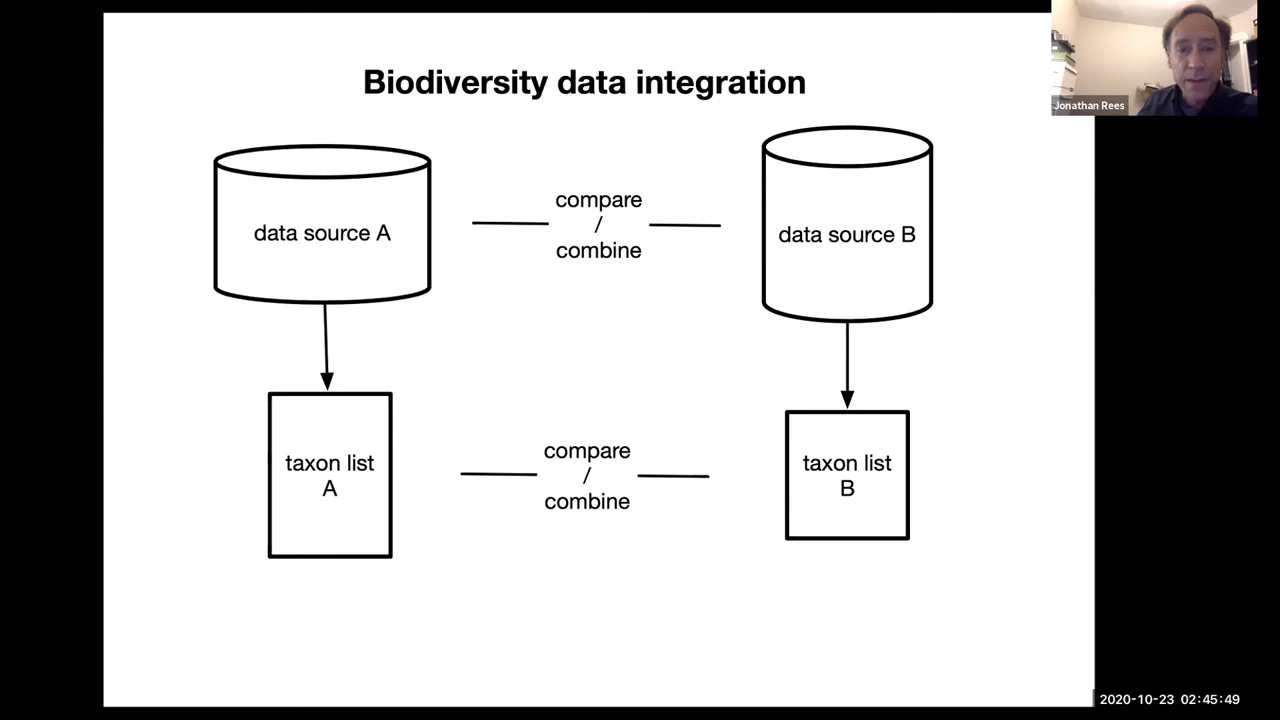 Biodiversity data integration
Jonathan Rees
data source A
compare
/
combine
data source B
taxon list
A
compare
/
combine
taxon list
B
2020-10-23 02:45:49